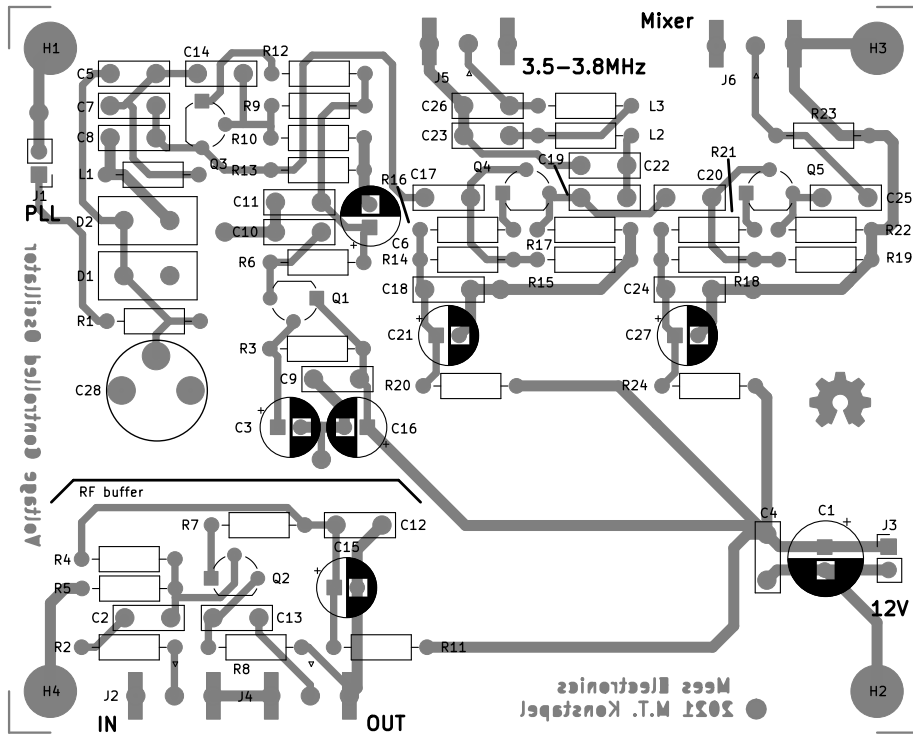 Mixer
H1
C14
R12
H3
C5
J5
3.5-3.8MHz
J6
C7
R9
C26
L3
R23
C8
R10
C23
L2
Q3
R13
Q4
C19
C22
R21
Q5
L1
R16
C17
C20
C25
J1
PLL
C11
D2
C10
C6
R17
R22
R6
R14
R19
D1
C18
R15
C24
R18
Q1
R1
C21
C27
R3
C28
C9
R20
R24
C3
C16
Voltage Controlled Oscillator
RF buffer
R7
C12
C4
C1
J3
R4
C15
R5
Q2
12V
C2
C13
R2
R8
R11
H4
J2
J4
H2
Mees Electronics
2021 M.T. Konstapel
IN
OUT